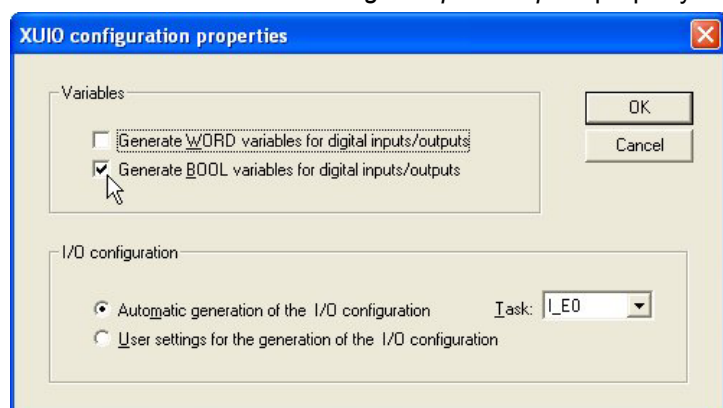 XUIO configuration properties
Variables
Generate WORD variables for digital inputs/outputs
Generate BOOL variables for digital inputs/outputs
OK
Cancel
I/O configuration
Automatic generation of the I/O configuration Task: I_E0
User settings for the generation of the I/O configuration